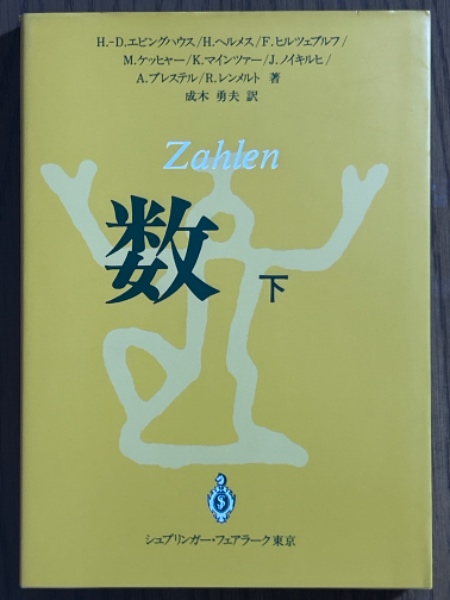 H.-D.エビングハウス/H.ヘルメス/F.ヒルツェブルフ/
M.ケッヒャー/K.マインツァー/J.ノイキルヒ/
A.プレステル/R.レンメルト 著
成木 勇夫 訳
Zahlen
数
下
シュプリンガー・フェアラーク東京